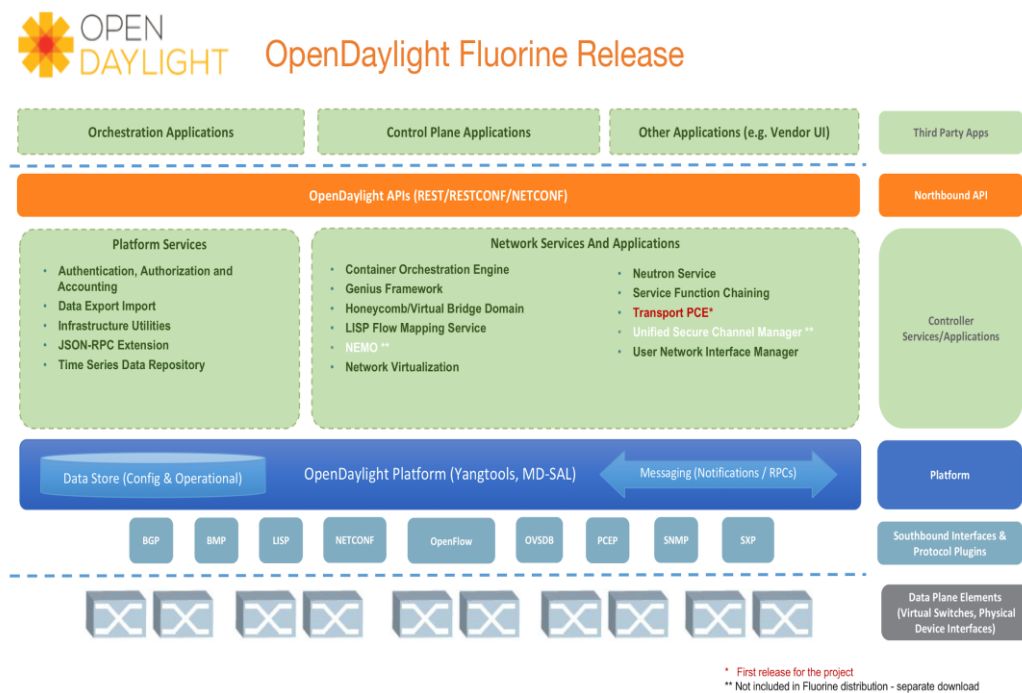 OPEN
DAYLIGHT
OpenDaylight Fluorine Release
Orchestration Applications
Control Plane Applications
Other Applications (e.g. Vendor UI)
Third Party Apps
OpenDaylight APIs (REST/RESTCONF/NETCONF)
Northbound API
Platform Services
• Authentication, Authorization and
Accounting
• Data Export Import
• Infrastructure Utilities
• JSON-RPC Extension
• Time Series Data Repository
Network Services And Applications
• Container Orchestration Engine
• Genius Framework
• Honeycomb/Virtual Bridge Domain
• LISP Flow Mapping Service
• NEMO **
• Network Virtualization
• Neutron Service
• Service Function Chaining
• Transport PCE*
• Unified Secure Channel Manager **
• User Network Interface Manager
Controller
Services/Applications
Data Store (Config & Operational)
OpenDaylight Platform (Yangtools, MD-SAL)
Messaging (Notifications / RPCs)
Platform
BGP
BMP
LISP
NETCONF
OpenFlow
OVSDB
PCEP
SNMP
SXP
Southbound Interfaces &
Protocol Plugins
Data Plane Elements
(Virtual Switches, Physical
Device Interfaces)
* First release for the project
** Not included in Fluorine distribution - separate download